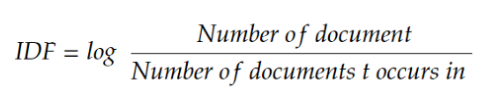 IDF = log Number of document
Number of documents t occurs in